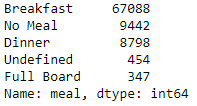 Breakfast     67088
No Meal        9442
Dinner         8798
Undefined       454
Full Board      347
Name: meal, dtype: int64